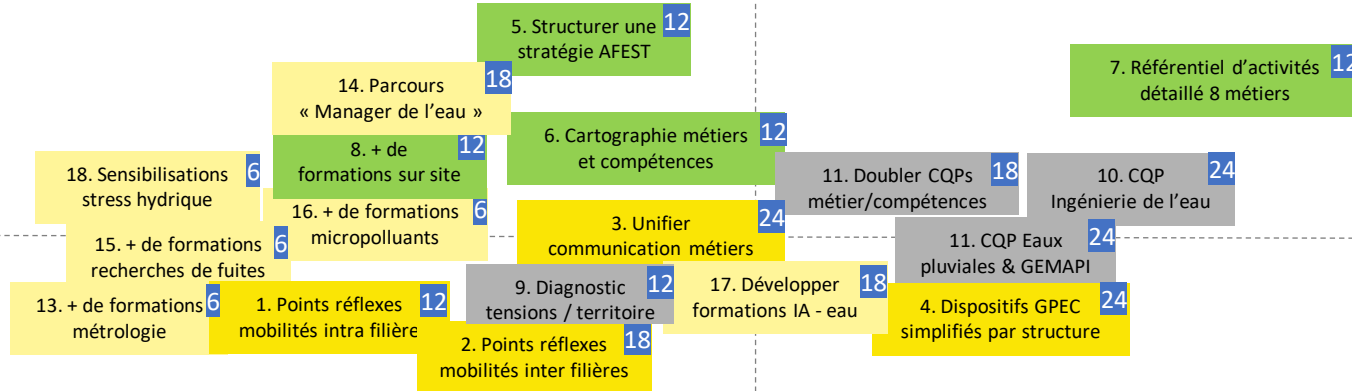 5. Structurer une
stratégie AFEST
12
7. Référentiel d'activités
détaillé 8 métiers
12
14. Parcours
« Manager de l'eau »
18
6. Cartographie métiers
et compétences
12
8. + de
formations sur site
12
18. Sensibilisations
stress hydrique
6
11. Doubler CQPs
métier/compétences
18
10. CQP
Ingénierie de l'eau
24
16. + de formations
micropolluants
6
3. Unifier
communication métiers
24
11. CQP Eaux
pluviales & GEMAPI
24
15. + de formations
recherches de fuites
6
13. + de formations
métrologie
6
1. Points réflexes
mobilités intra filière
12
9. Diagnostic
tensions / territoire
12
17. Développer
formations IA - eau
18
4. Dispositifs GPEC
simplifiés par structure
24
2. Points réflexes
mobilités inter filières
18